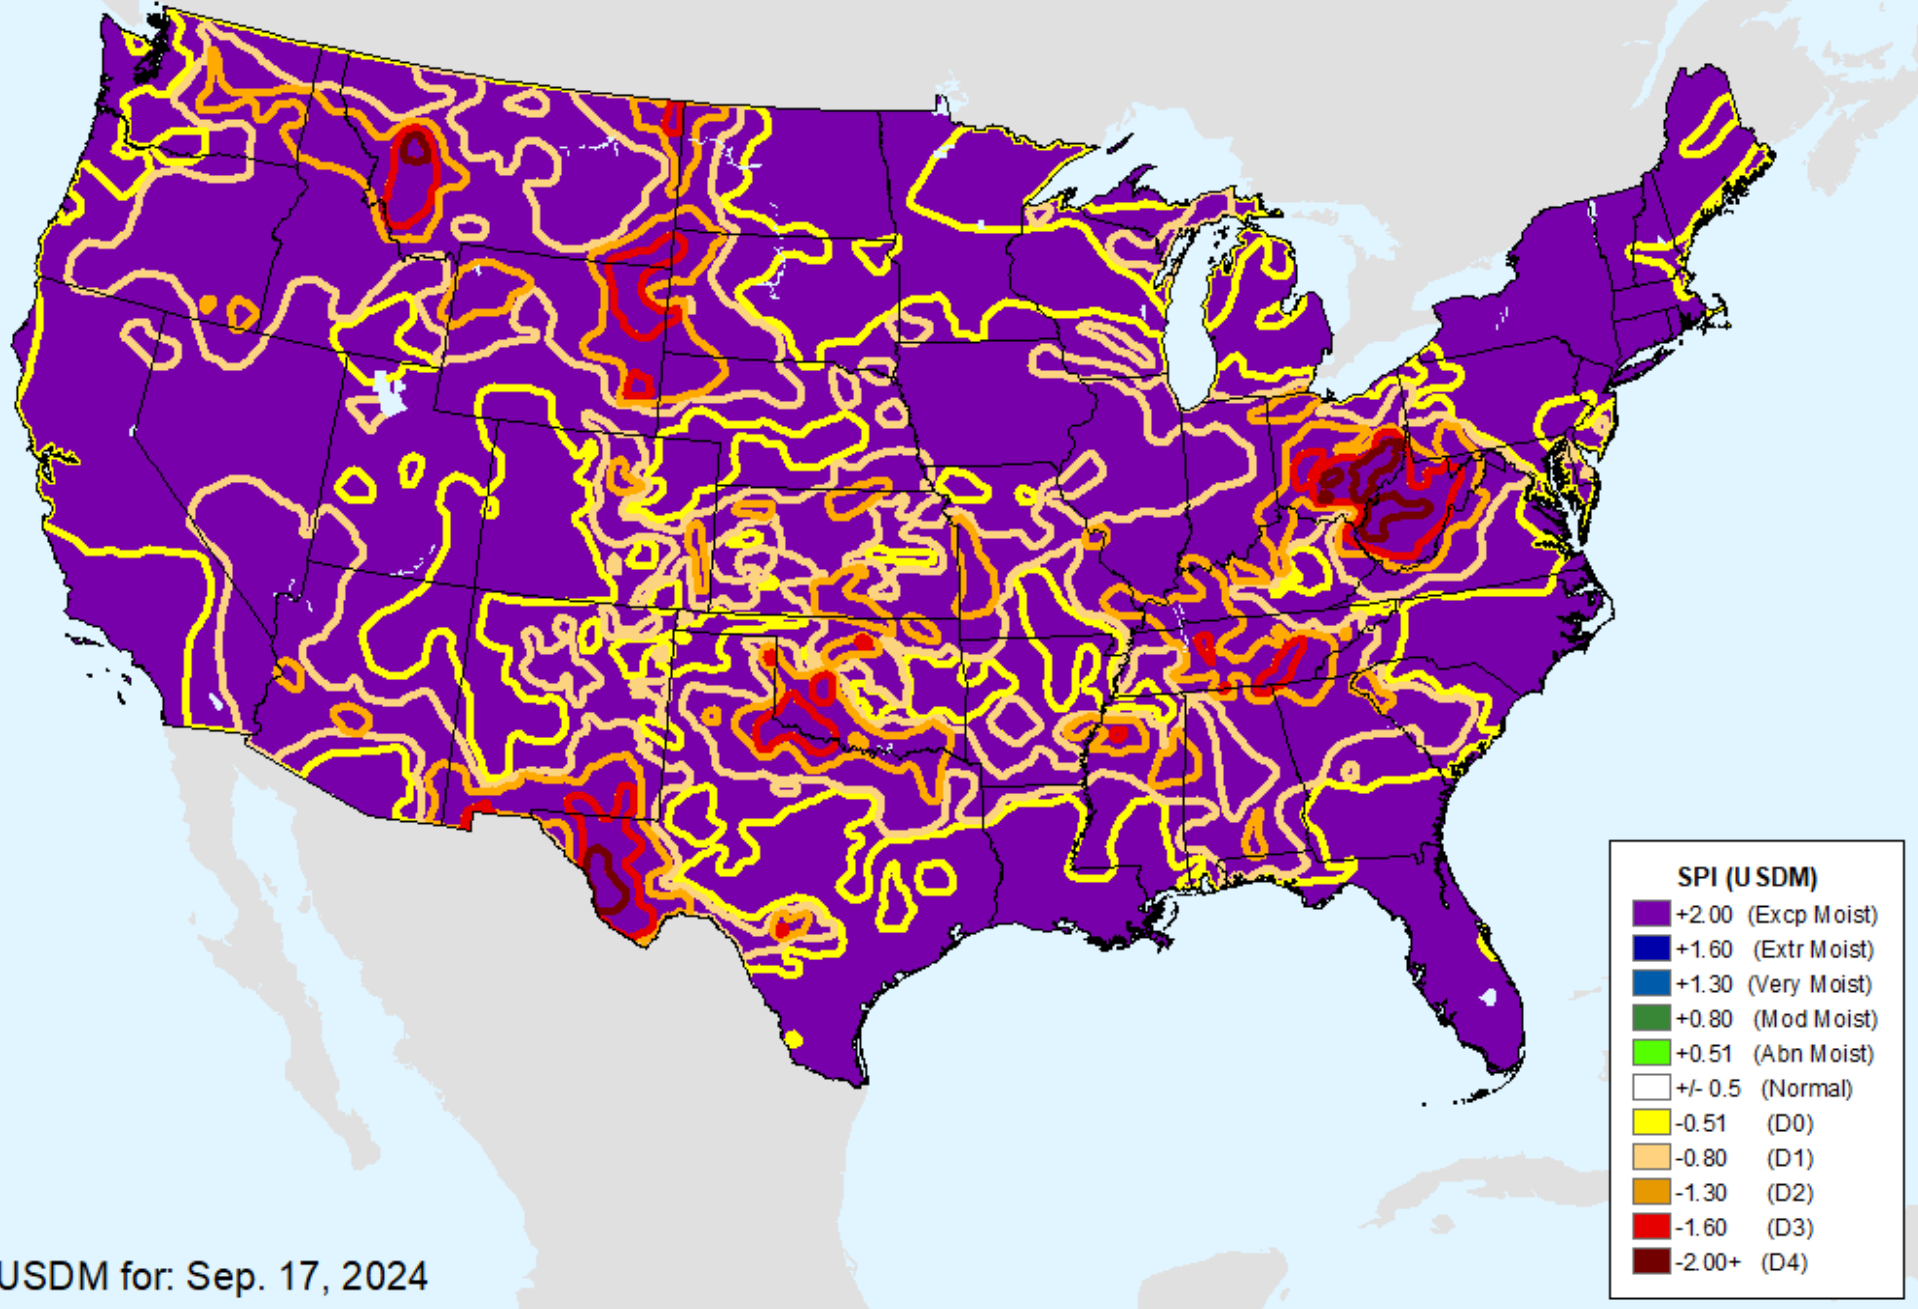 SPI (USDM)
+2.00 (Excp Moist)
+1.60 (Extr Moist)
+1.30 (Very Moist)
+0.80 (Mod Moist)
+0.51 (Abn Moist)
+/- 0.5 (Normal)
-0.51 (D0)
-0.80 (D1)
-1.30 (D2)
-1.60 (D3)
-2.00+ (D4)
USDM for: Sep. 17, 2024